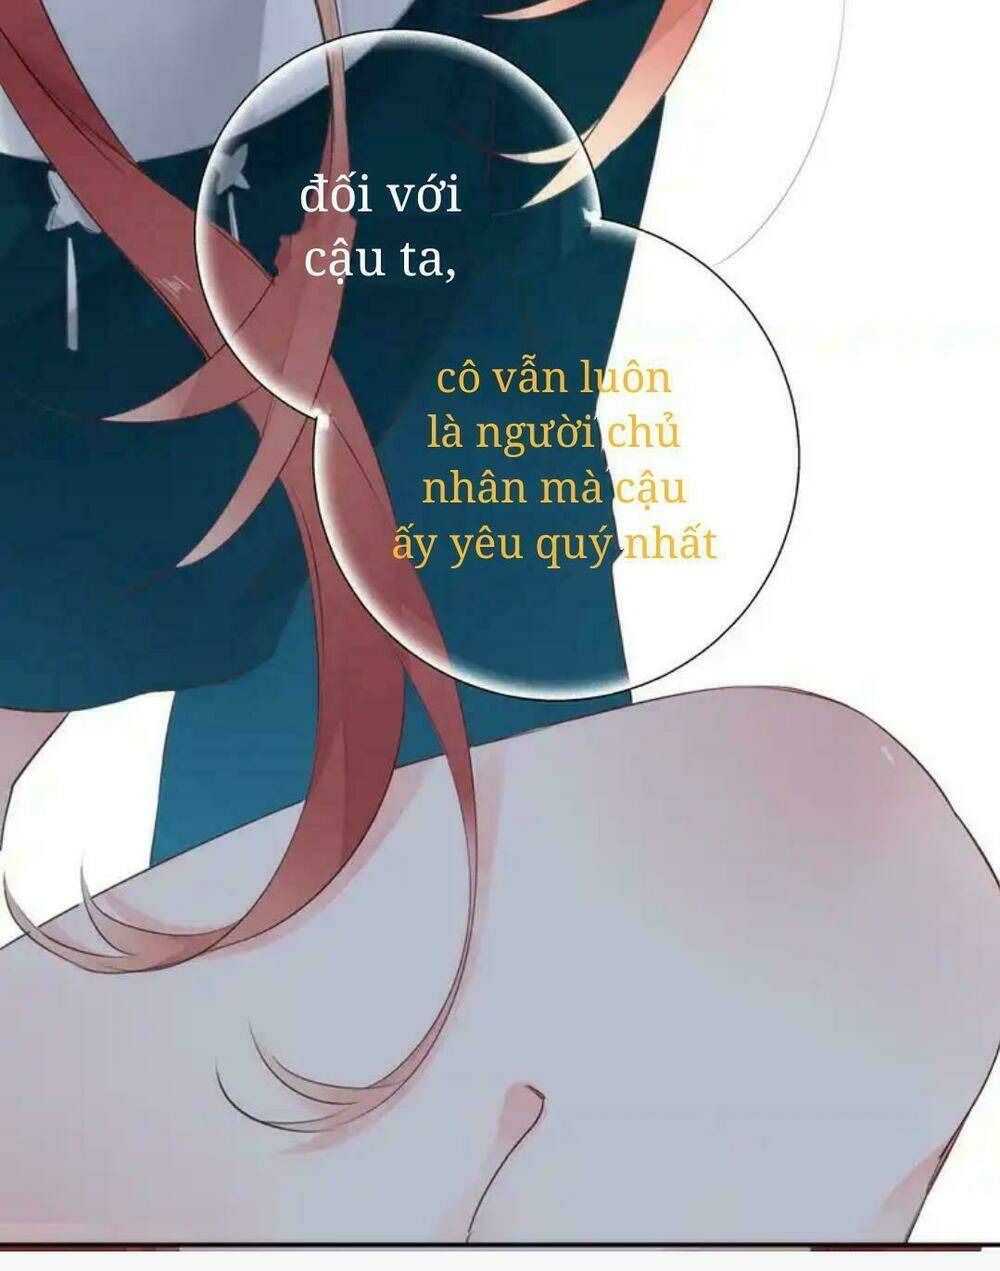 đối với
cậu ta,
cô vẫn luôn
là người chủ
nhân mà cậu
ấy yêu quý nhất